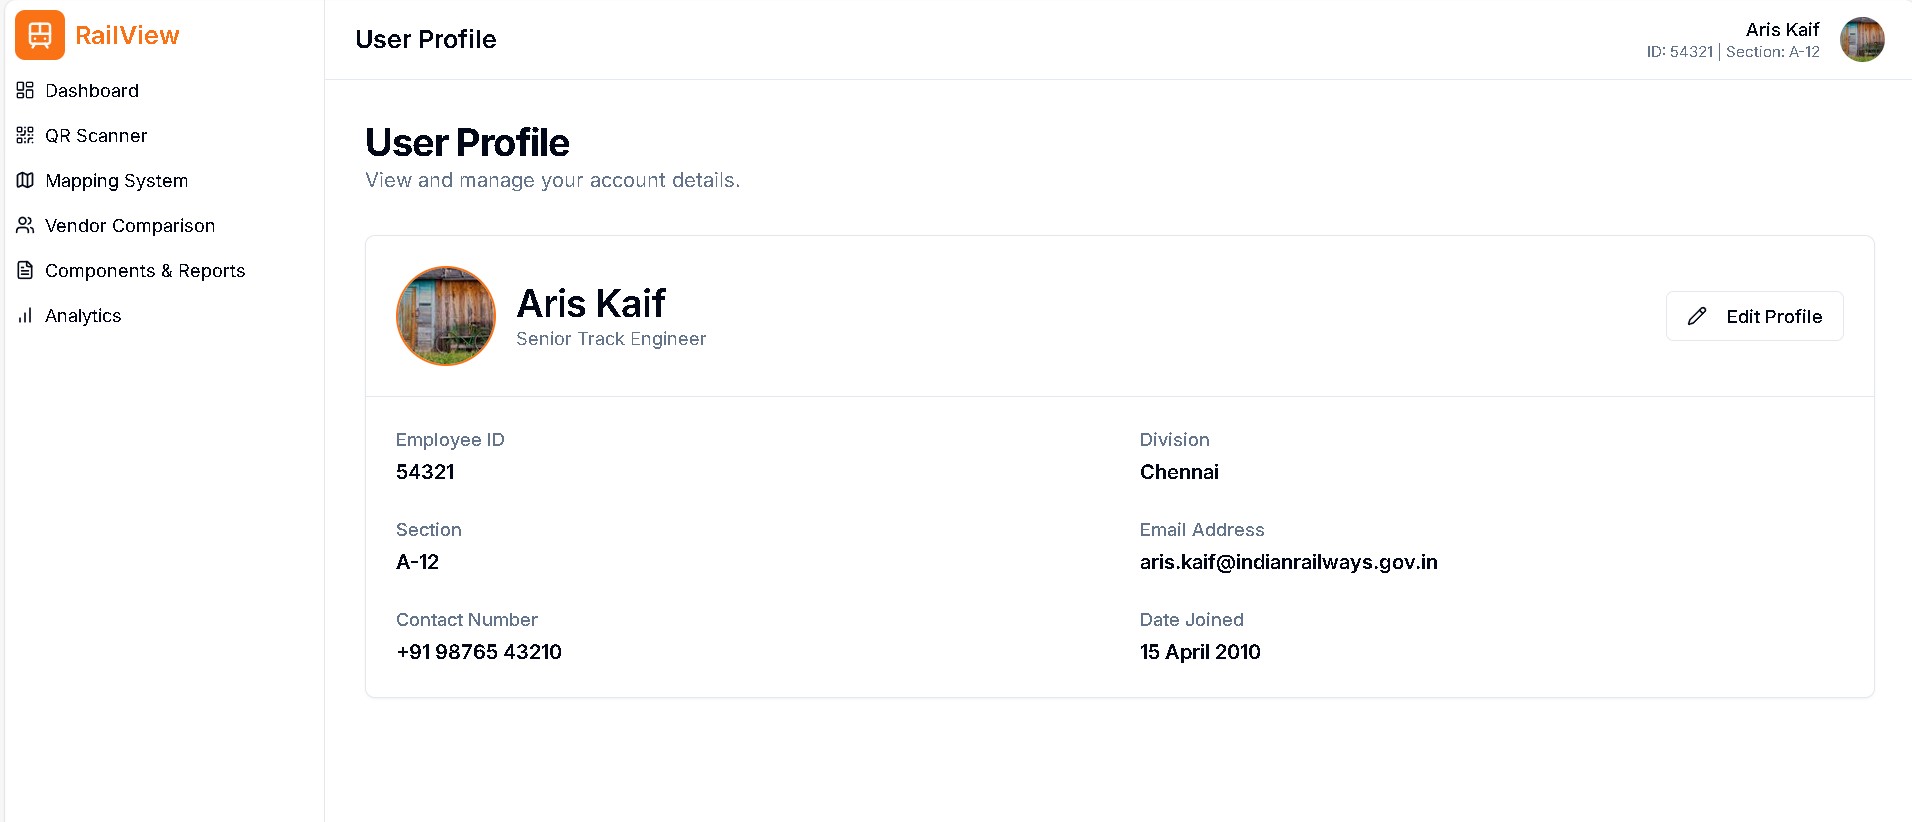 RailView
Dashboard
QR Scanner
Mapping System
Vendor Comparison
Components & Reports
Analytics
User Profile
Aris Kaif
ID: 54321 | Section: A-12
User Profile
View and manage your account details.
Aris Kaif
Senior Track Engineer
Edit Profile
Employee ID
54321
Division
Chennai
Section
A-12
Email Address
aris.kaif@indianrailways.gov.in
Contact Number
+91 98765 43210
Date Joined
15 April 2010